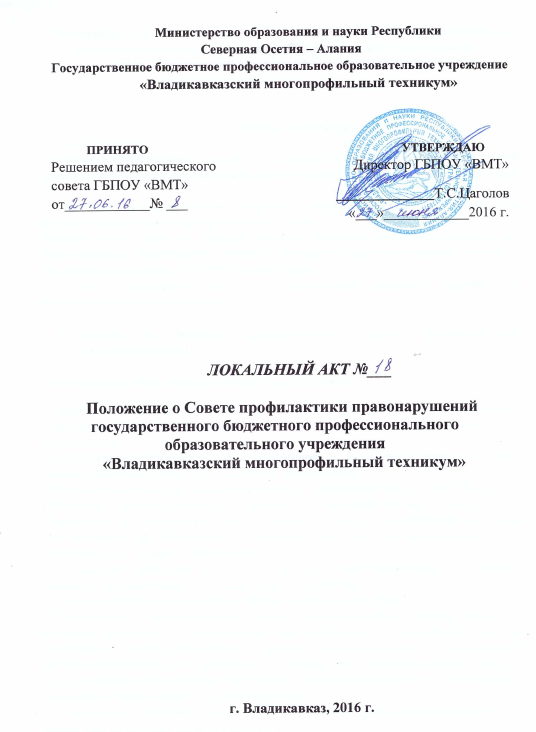 Министерство образования и науки Республики
Северная Осетия – Алания
Государственное бюджетное профессиональное образовательное учреждение
«Владикавказский многопрофильный техникум»
ПРИНЯТО
Решением педагогического
совета ГБПОУ «ВМТ»
от 27.06.16 № 8
УТВЕРЖДАЮ
Директор ГБПОУ «ВМТ»
Т.С.Цаголов
«27» июня 2016 г.
ЛОКАЛЬНЫЙ АКТ № 18
Положение о Совете профилактики правонарушений
государственного бюджетного профессионального
образовательного учреждения
«Владикавказский многопрофильный техникум»
г. Владикавказ, 2016 г.